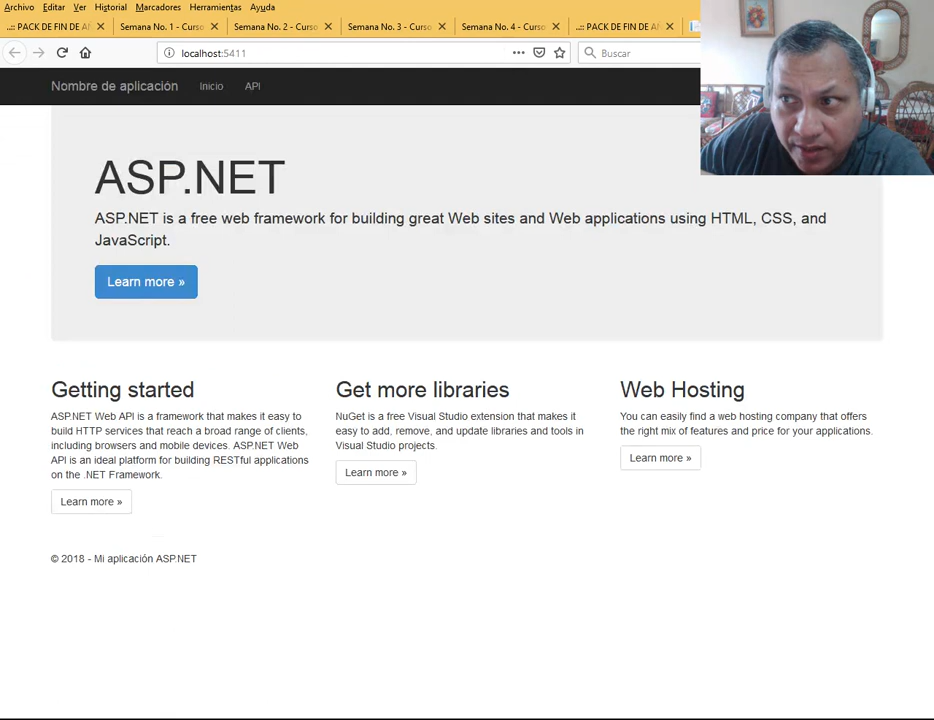 Archivo Editar Ver Historial Marcadores Herramientas Ayuda
..:: PACK DE FIN DE Semana No. 1 - Curso Semana No. 2 - Curso Semana No. 3 - Curso Semana No. 4 - Curso ..:: PACK DE FIN DE
localhost:5411 Buscar
Nombre de aplicación Inicio API
ASP.NET
ASP.NET is a free web framework for building great Web sites and Web applications using HTML, CSS, and
JavaScript.
Learn more »
Getting started
ASP.NET Web API is a framework that makes it easy to
build HTTP services that reach a broad range of clients,
including browsers and mobile devices. ASP.NET Web
API is an ideal platform for building RESTful applications
on the .NET Framework.
Learn more »
Get more libraries
NuGet is a free Visual Studio extension that makes it
easy to add, remove, and update libraries and tools in
Visual Studio projects.
Learn more »
Web Hosting
You can easily find a web hosting company that offers
the right mix of features and price for your applications.
Learn more »
© 2018 - Mi aplicación ASP.NET